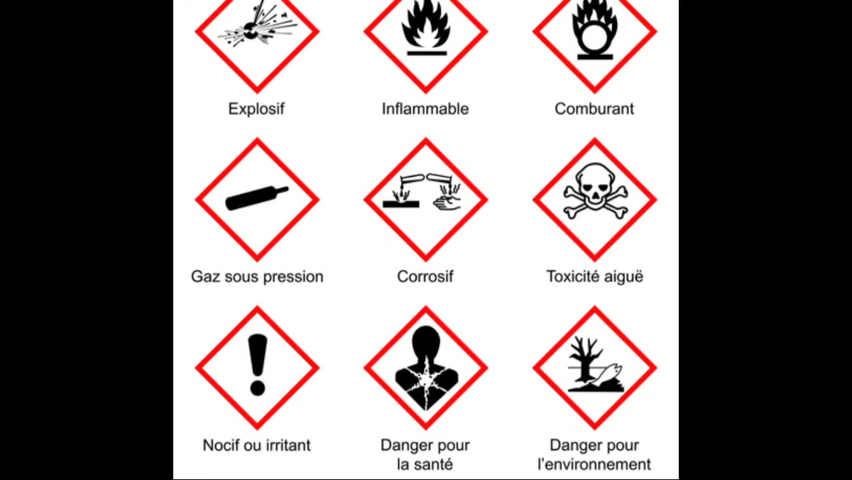 Explosif
Inflammable
Comburant
Gaz sous pression
Corrosif
Toxicité aiguë
Nocif ou irritant
Danger pour
la santé
Danger pour
l’environnement